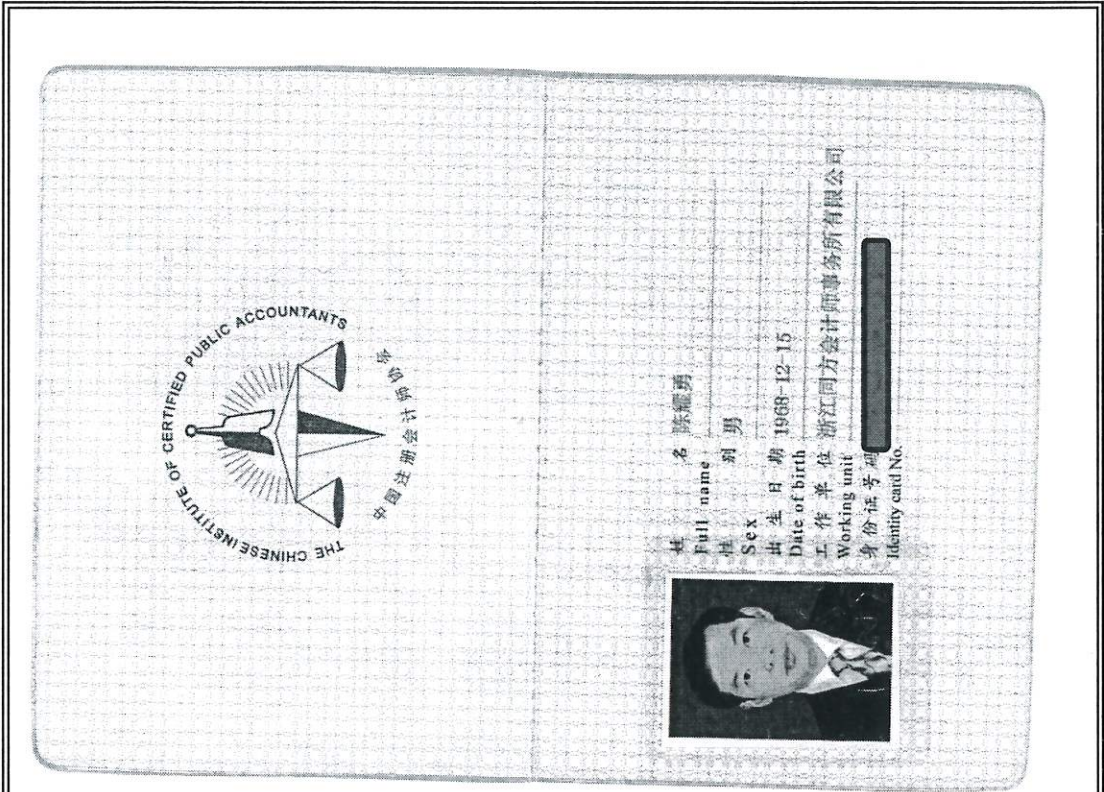 THE CHINESE INSTITUTE OF CERTIFIED PUBLIC ACCOUNTANTS
中国注册会计师协会
姓 名 陈耀勇
Full name
性 别 男
Sex
出 生 日 期 1968-12-15
Date of birth
工 作 单 位 浙江同方会计师事务所有限公司
Working unit
身 份 证 号 码
Identity card No.